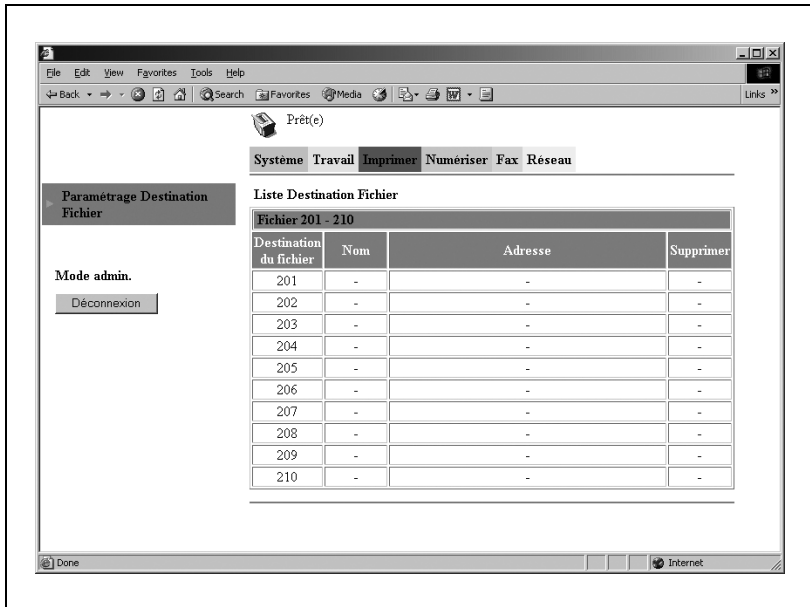 File Edit View Favorites Tools Help
Back Search Favorites Media Links »
Prêt(e)
Système Travail Imprimer Numériser Fax Réseau
Paramétrage Destination
Fichier
Mode admin.
Déconnexion
Liste Destination Fichier
Fichier 201 - 210
Destination
du fichier Nom Adresse Supprimer
201 - - -
202 - - -
203 - - -
204 - - -
205 - - -
206 - - -
207 - - -
208 - - -
209 - - -
210 - - -
Done Internet